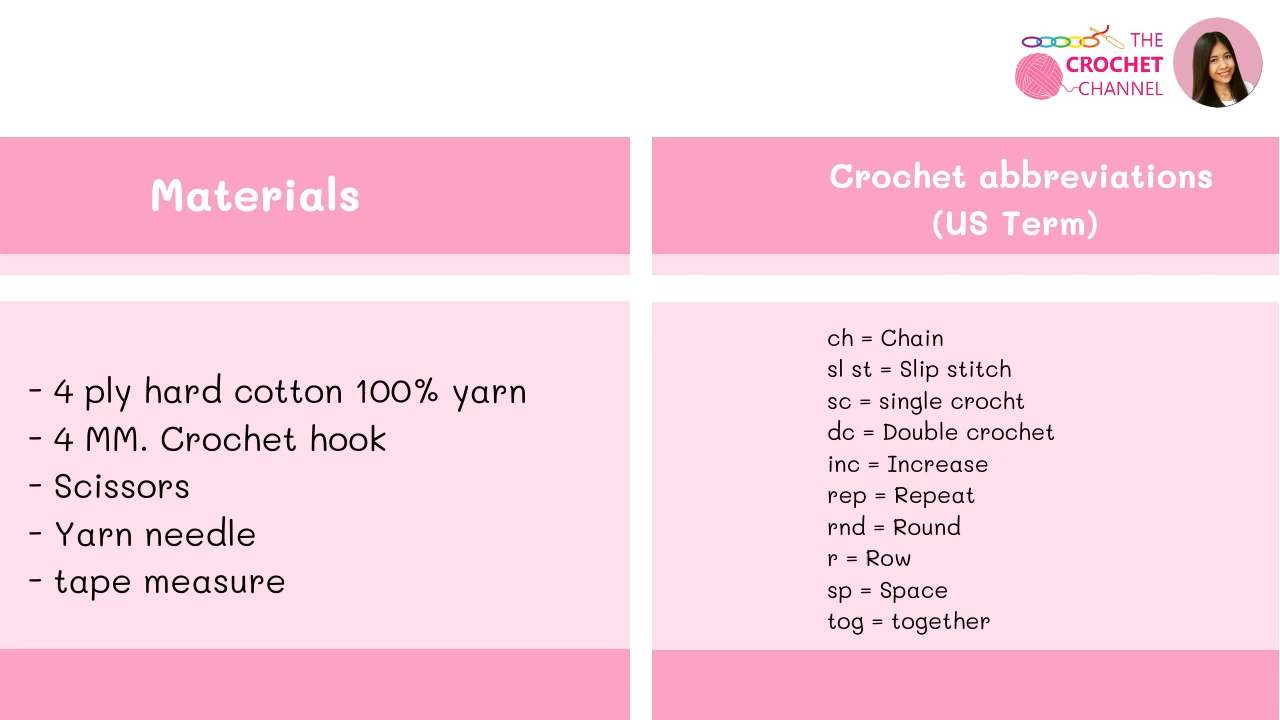 THE
CROCHET
CHANNEL
Materials
- 4 ply hard cotton 100% yarn
- 4 MM. Crochet hook
- Scissors
- Yarn needle
- tape measure
Crochet abbreviations
(US Term)
ch = Chain
sl st = Slip stitch
sc = single crocht
dc = Double crochet
inc = Increase
rep = Repeat
rnd = Round
r = Row
sp = Space
tog = together